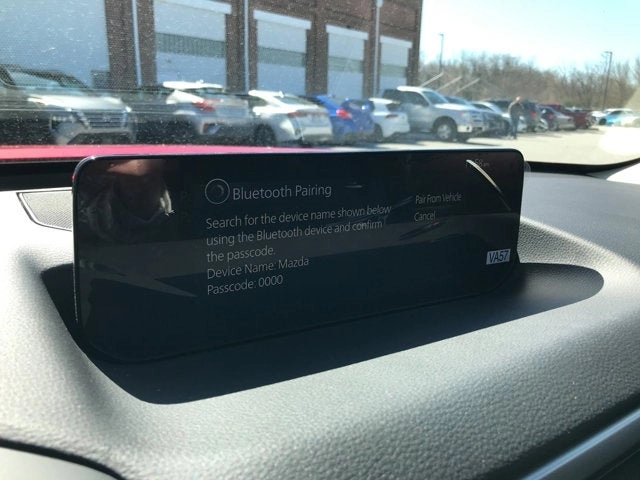 Bluetooth Pairing
Search for the device name shown below
using the Bluetooth device and confirm
the passcode.
Device Name: Mazda
Passcode: 0000
Pair From Vehicle
Cancel
VA57